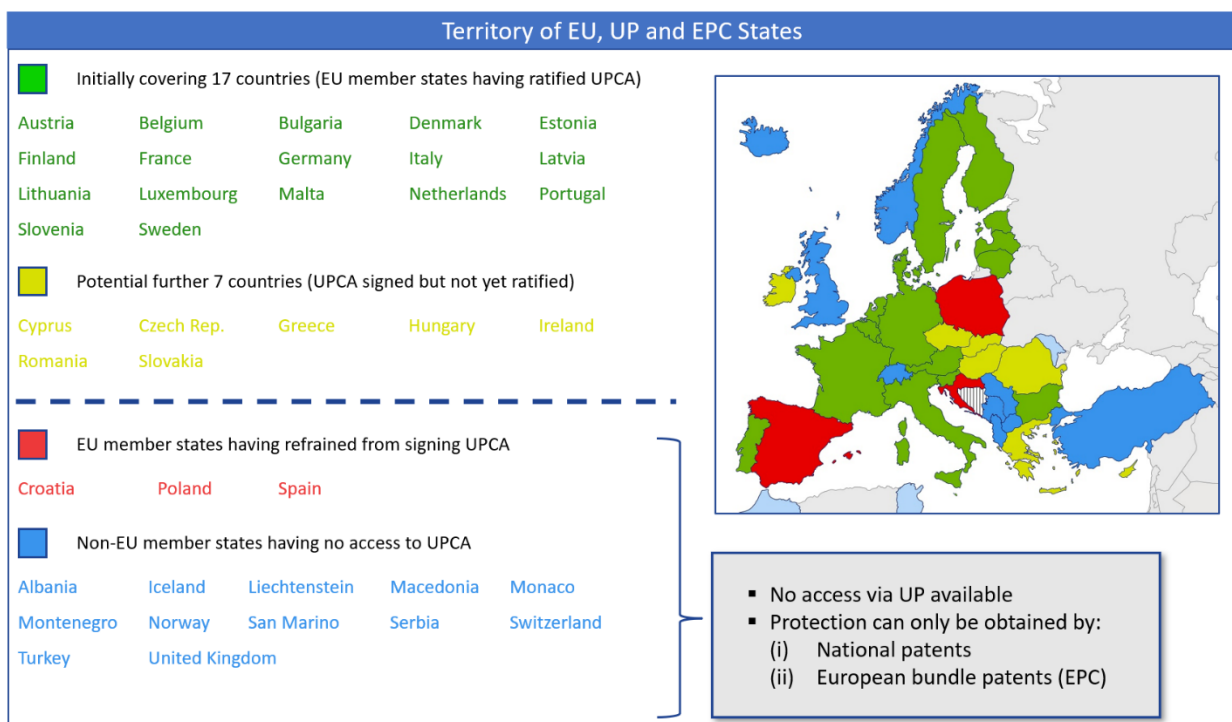 Territory of EU, UP and EPC States
Initially covering 17 countries (EU member states having ratified UPCA)
Austria Belgium Bulgaria Denmark Estonia
Finland France Germany Italy Latvia
Lithuania Luxembourg Malta Netherlands Portugal
Slovenia Sweden
Potential further 7 countries (UPCA signed but not yet ratified)
Cyprus Czech Rep. Greece Hungary Ireland
Romania Slovakia
EU member states having refrained from signing UPCA
Croatia Poland Spain
Non-EU member states having no access to UPCA
Albania Iceland Liechtenstein Macedonia Monaco
Montenegro Norway San Marino Serbia Switzerland
Turkey United Kingdom
▪ No access via UP available
▪ Protection can only be obtained by:
(i) National patents
(ii) European bundle patents (EPC)